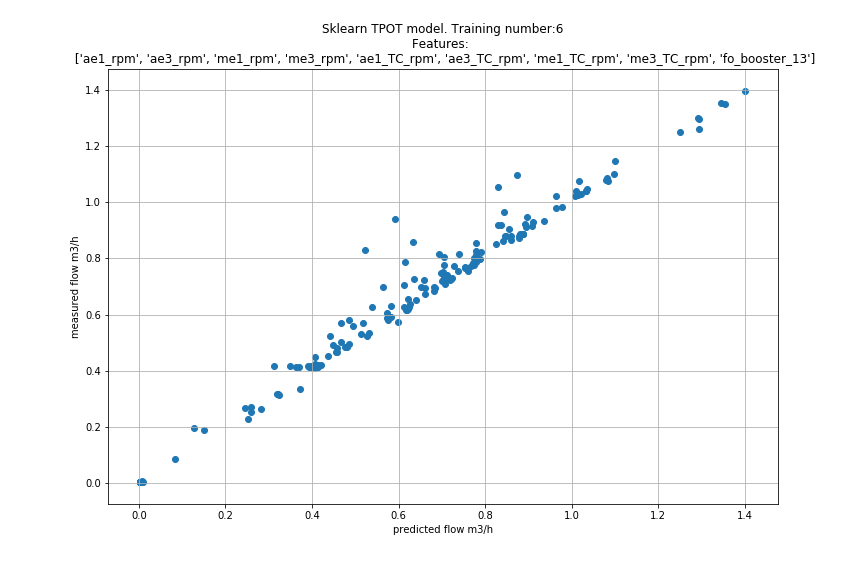 Sklearn TPOT model. Training number:6
Features:
['ae1_rpm', 'ae3_rpm', 'me1_rpm', 'me3_rpm', 'ae1_TC_rpm', 'ae3_TC_rpm', 'me1_TC_rpm', 'me3_TC_rpm', 'fo_booster_13']
1.4
1.2
1.0
0.8
0.6
0.4
0.2
0.0
measured flow m3/h
0.0 0.2 0.4 0.6 0.8 1.0 1.2 1.4
predicted flow m3/h